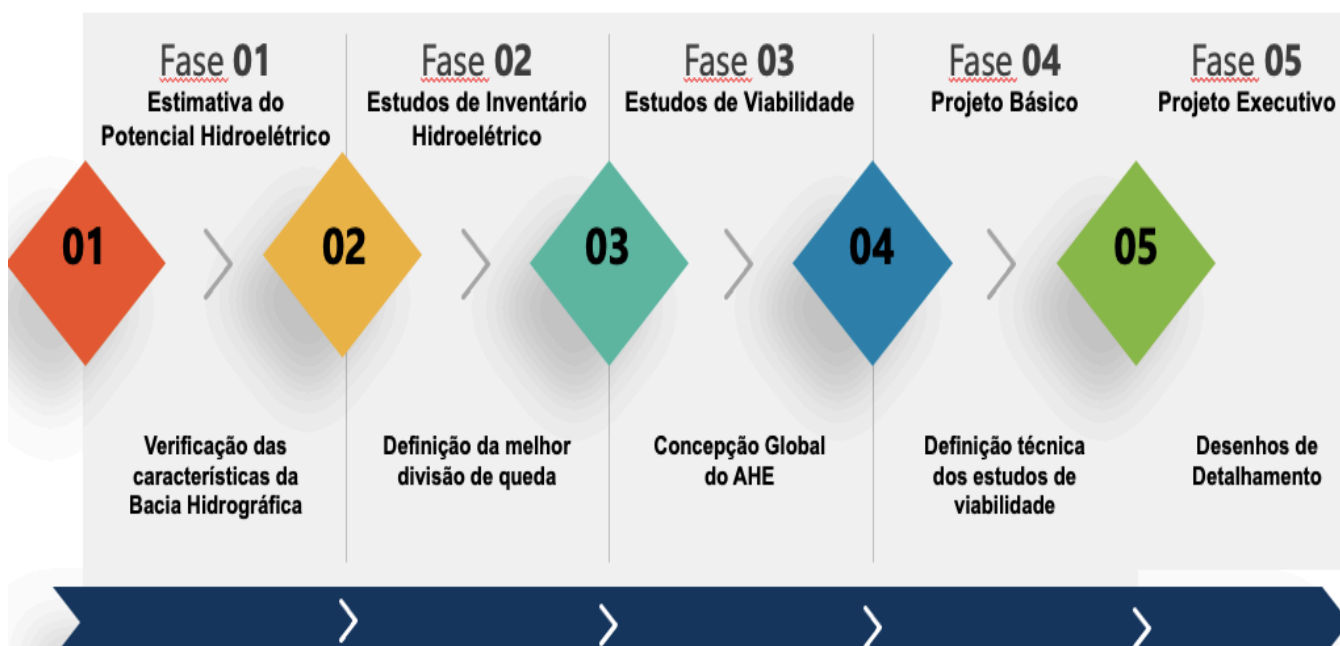 Fase 01
Estimativa do
Potencial Hidroelétrico
Fase 02
Estudos de Inventário
Hidroelétrico
Fase 03
Estudos de Viabilidade
Fase 04
Projeto Básico
Fase 05
Projeto Executivo
01
02
03
04
05
Verificação das
características da
Bacia Hidrográfica
Definição da melhor
divisão de queda
Concepção Global
do AHE
Definição técnica
dos estudos de
viabilidade
Desenhos de
Detalhamento